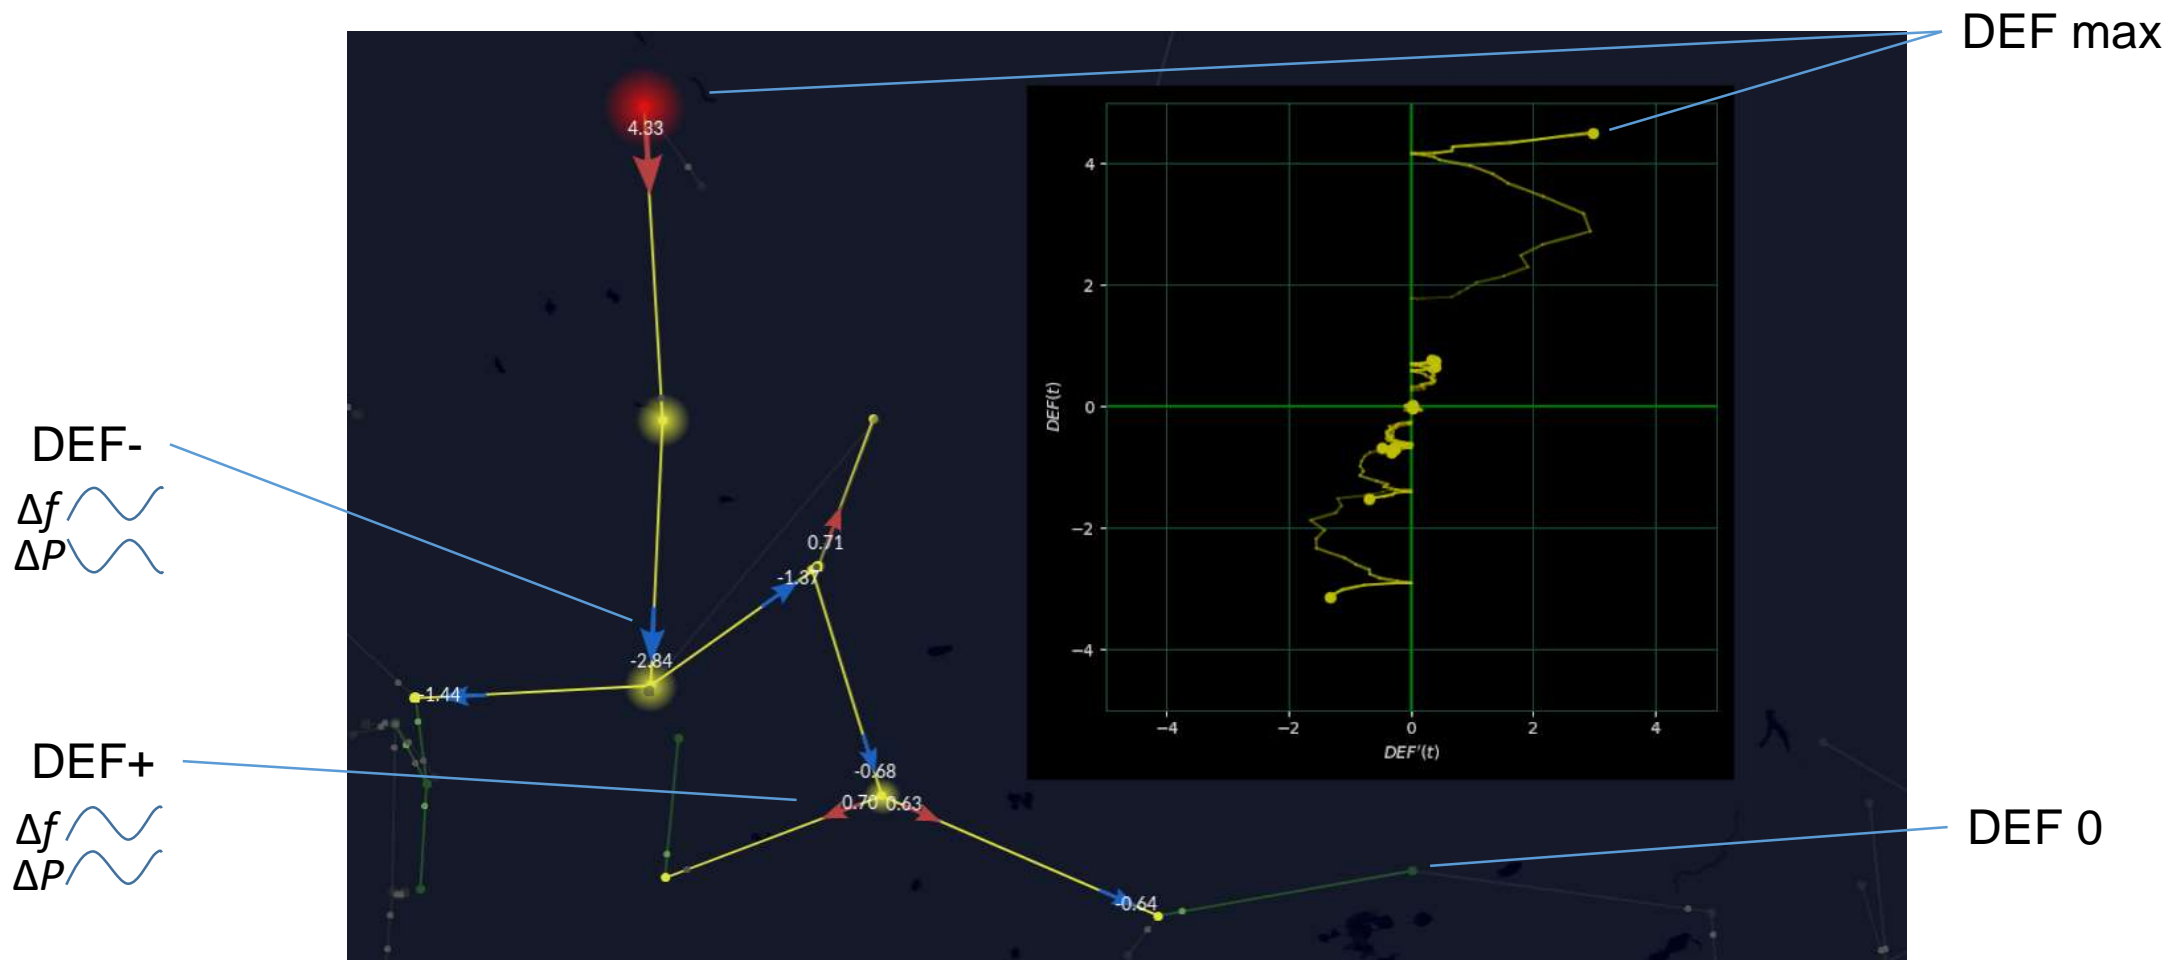 DEF max
4.33
4
2
0
−2
−4
DEF(t)
−4
−2
0
2
4
DEF'(t)
DEF-
Δf
ΔP
0.71
-1.37
-2.84
-1.44
DEF+
Δf
ΔP
-0.68
0.70
0.63
-0.64
DEF 0